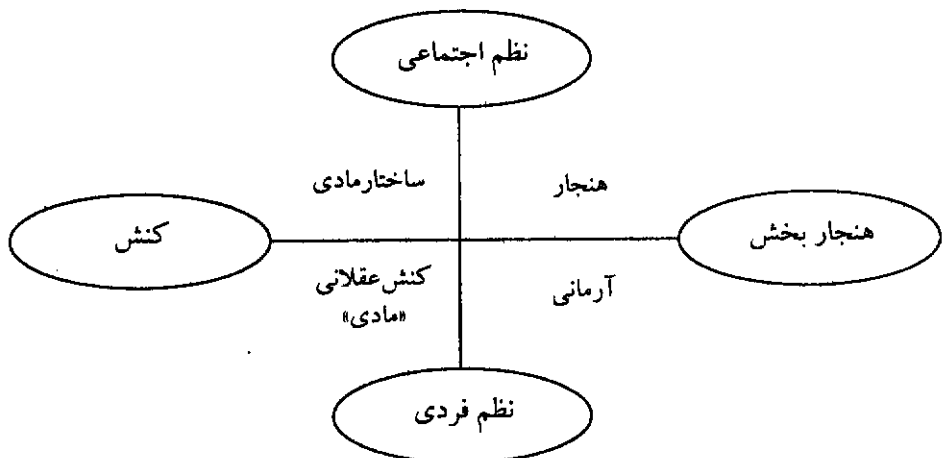 نظم اجتماعی
هنجار
ساختارمادی
هنجار بخش
کنش
آرمانی
کنش‌عقلانی
«مادی»
نظم فردی